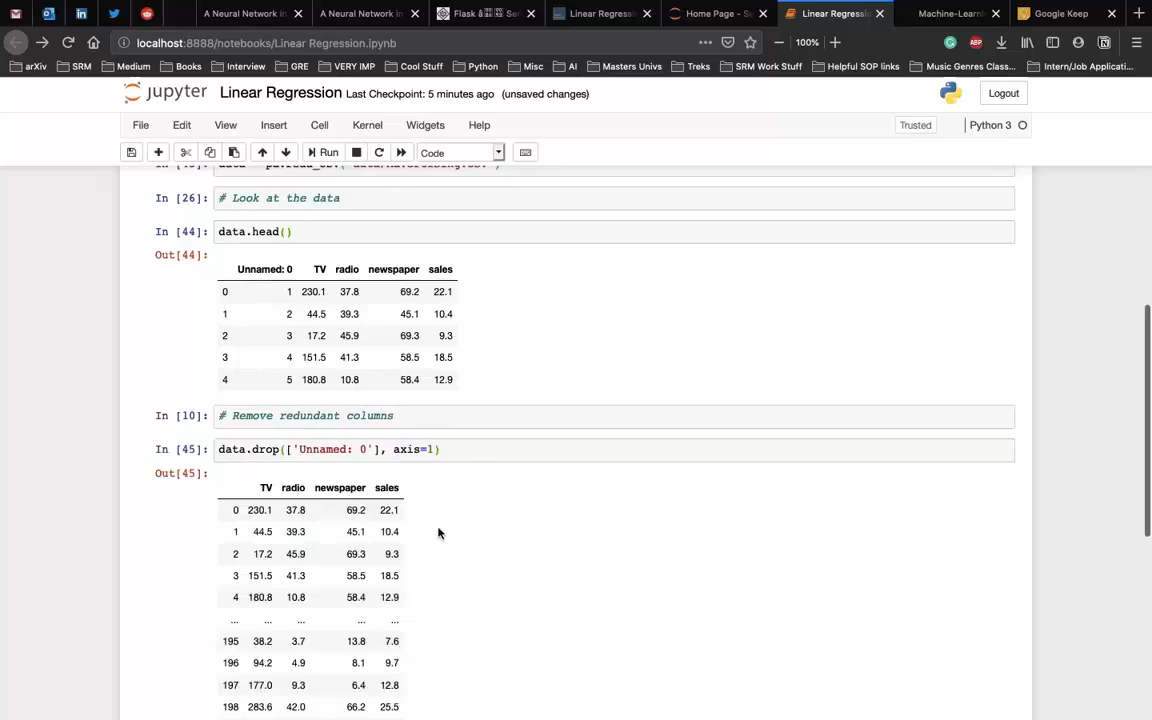 A Neural Network in
A Neural Network in
Linear Regressi
Home Page - Se
Linear Regressi
Machine-Learn
Google Keep
localhost:8888/notebooks/Linear Regression.ipynb
100%
arXiv SRM Medium Books Interview GRE VERY IMP Cool Stuff Python Misc AI Masters Univs Treks SRM Work Stuff Helpful SOP links Music Genres Class... Intern/Job Applicati...
jupyter Linear Regression Last Checkpoint: 5 minutes ago (unsaved changes) Logout
File Edit View Insert Cell Kernel Widgets Help Trusted Python 3
Run Code
In [26]: # Look at the data
In [44]: data.head()
Out[44]:
Unnamed: 0 TV radio newspaper sales
0 1 230.1 37.8 69.2 22.1
1 2 44.5 39.3 45.1 10.4
2 3 17.2 45.9 69.3 9.3
3 4 151.5 41.3 58.5 18.5
4 5 180.8 10.8 58.4 12.9
In [10]: # Remove redundant columns
In [45]: data.drop(['Unnamed: 0'], axis=1)
Out[45]:
TV radio newspaper sales
0 230.1 37.8 69.2 22.1
1 44.5 39.3 45.1 10.4
2 17.2 45.9 69.3 9.3
3 151.5 41.3 58.5 18.5
4 180.8 10.8 58.4 12.9
... ... ... ... ...
195 38.2 3.7 13.8 7.6
196 94.2 4.9 8.1 9.7
197 177.0 9.3 6.4 12.8
198 283.6 42.0 66.2 25.5